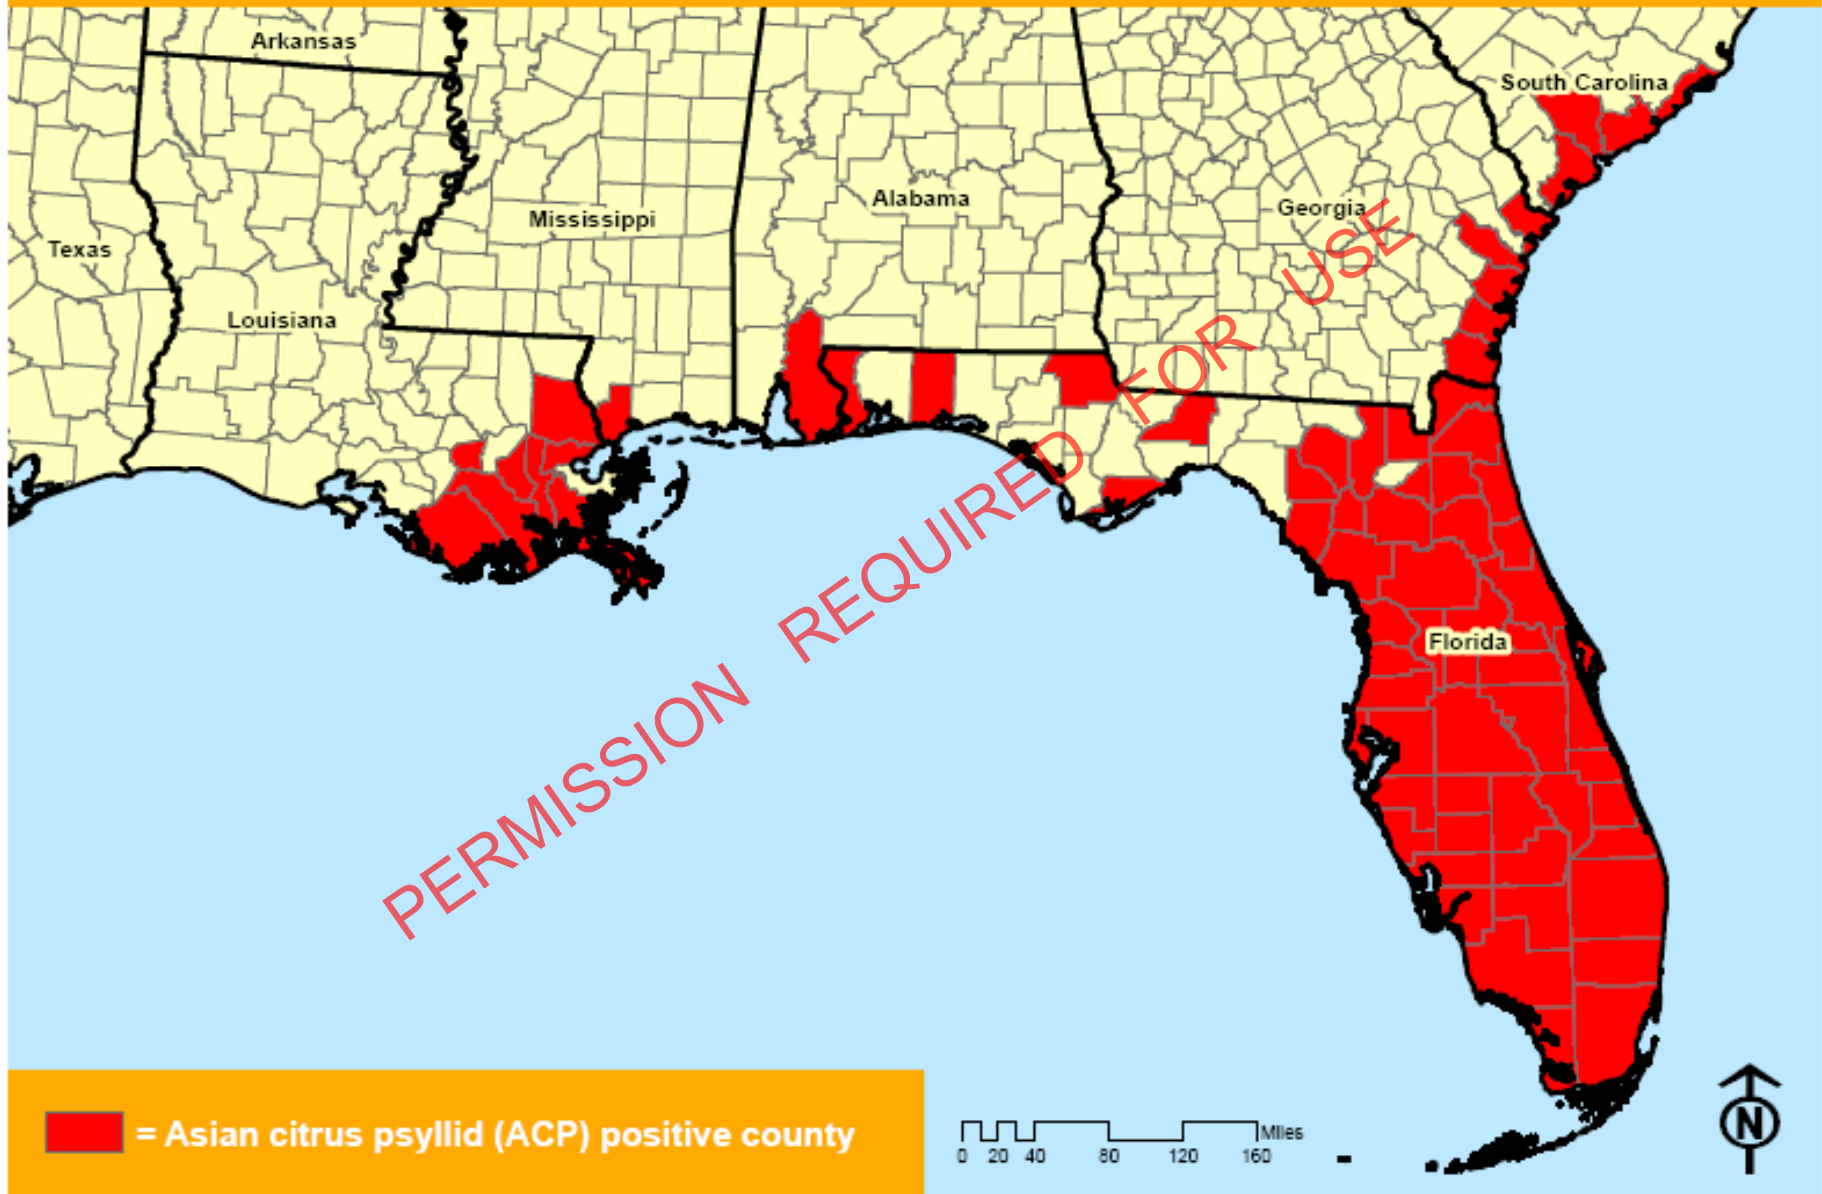 Arkansas
South Carolina
Alabama
Georgia
Mississippi
Texas
Louisiana
Florida
PERMISSION REQUIRED FOR USE
= Asian citrus psyllid (ACP) positive county
Miles
0 20 40 80 120 160
N